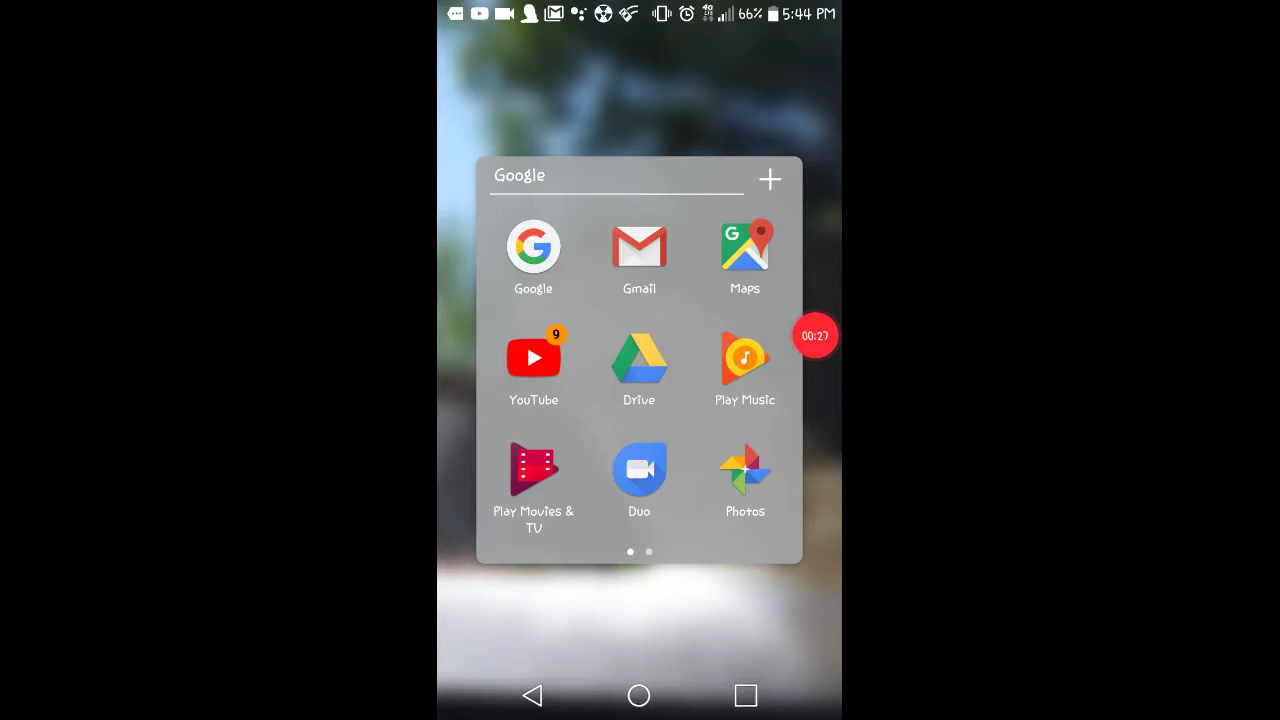 66% 5:44 PM
Google
Google Gmail Maps
G
9
00:27
YouTube Drive Play Music
Play Movies & TV
Duo Photos